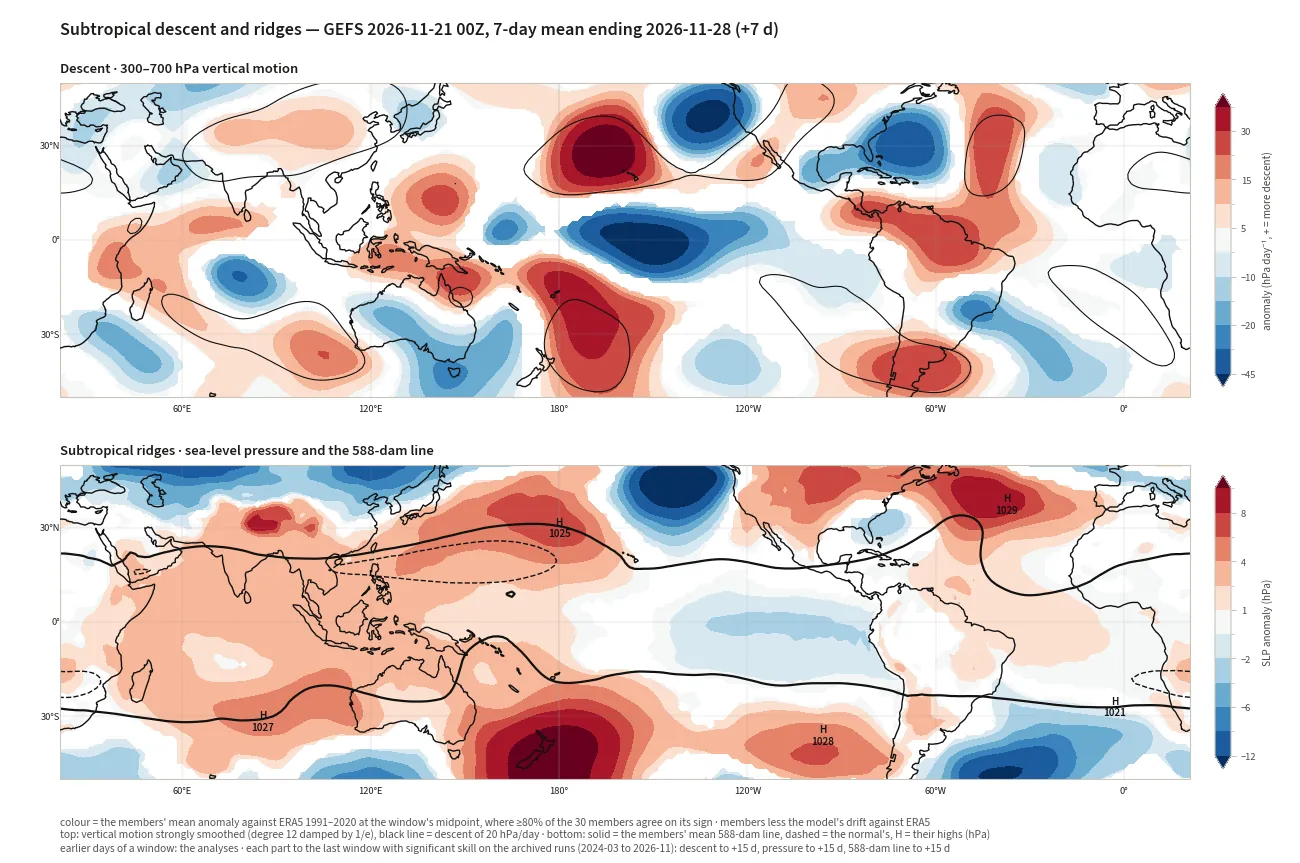 Subtropical descent and ridges — GEFS 2026-11-21 00Z, 7-day mean ending 2026-11-28 (+7 d)
Descent · 300–700 hPa vertical motion
30°N
0°
30°S
60°E
120°E
180°
120°W
60°W
0°
30
15
5
−10
−20
−45
anomaly (hPa day⁻¹, + = more descent)
Subtropical ridges · sea-level pressure and the 588-dam line
30°N
0°
30°S
H
1025
H
1029
H
1027
H
1028
H
1021
60°E
120°E
180°
120°W
60°W
0°
8
4
1
−2
−6
−12
SLP anomaly (hPa)
colour = the members' mean anomaly against ERA5 1991–2020 at the window's midpoint, where ≥80% of the 30 members agree on its sign · members less the model's drift against ERA5
top: vertical motion strongly smoothed (degree 12 damped by 1/e), black line = descent of 20 hPa/day · bottom: solid = the members' mean 588-dam line, dashed = the normal's, H = their highs (hPa)
earlier days of a window: the analyses · each part to the last window with significant skill on the archived runs (2024-03 to 2026-11): descent to +15 d, pressure to +15 d, 588-dam line to +15 d